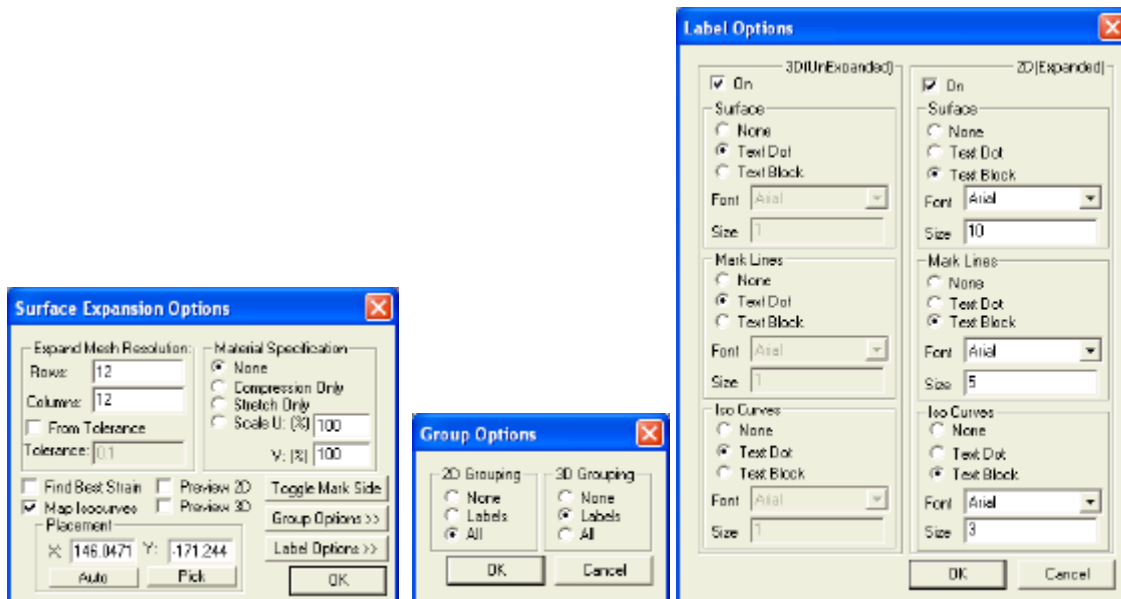 Surface Expansion Options
Expand Mesh Resolution:
Rows: 12
Columns: 12
From Tolerance
Tolerance: 0.1
Material Specification
None
Compression Only
Stretch Only
Scale U: (%) 100
V: (%) 100
Find Best Strain
Preview 2D
Map Isocurves
Preview 3D
Placement
X: 146.0471 Y: -171.244
Auto
Pick
Toggle Mark Side
Group Options >>
Label Options >>
OK
Group Options
2D Grouping
None
Labels
All
3D Grouping
None
Labels
All
OK
Cancel
Label Options
3D(UnExpanded)
On
Surface
None
Text Dot
Text Block
Font Arial
Size 1
Mark Lines
None
Text Dot
Text Block
Font Arial
Size 1
Iso Curves
None
Text Dot
Text Block
Font Arial
Size 1
2D(Expanded)
On
Surface
None
Text Dot
Text Block
Font Arial
Size 10
Mark Lines
None
Text Dot
Text Block
Font Arial
Size 5
Iso Curves
None
Text Dot
Text Block
Font Arial
Size 3
OK
Cancel